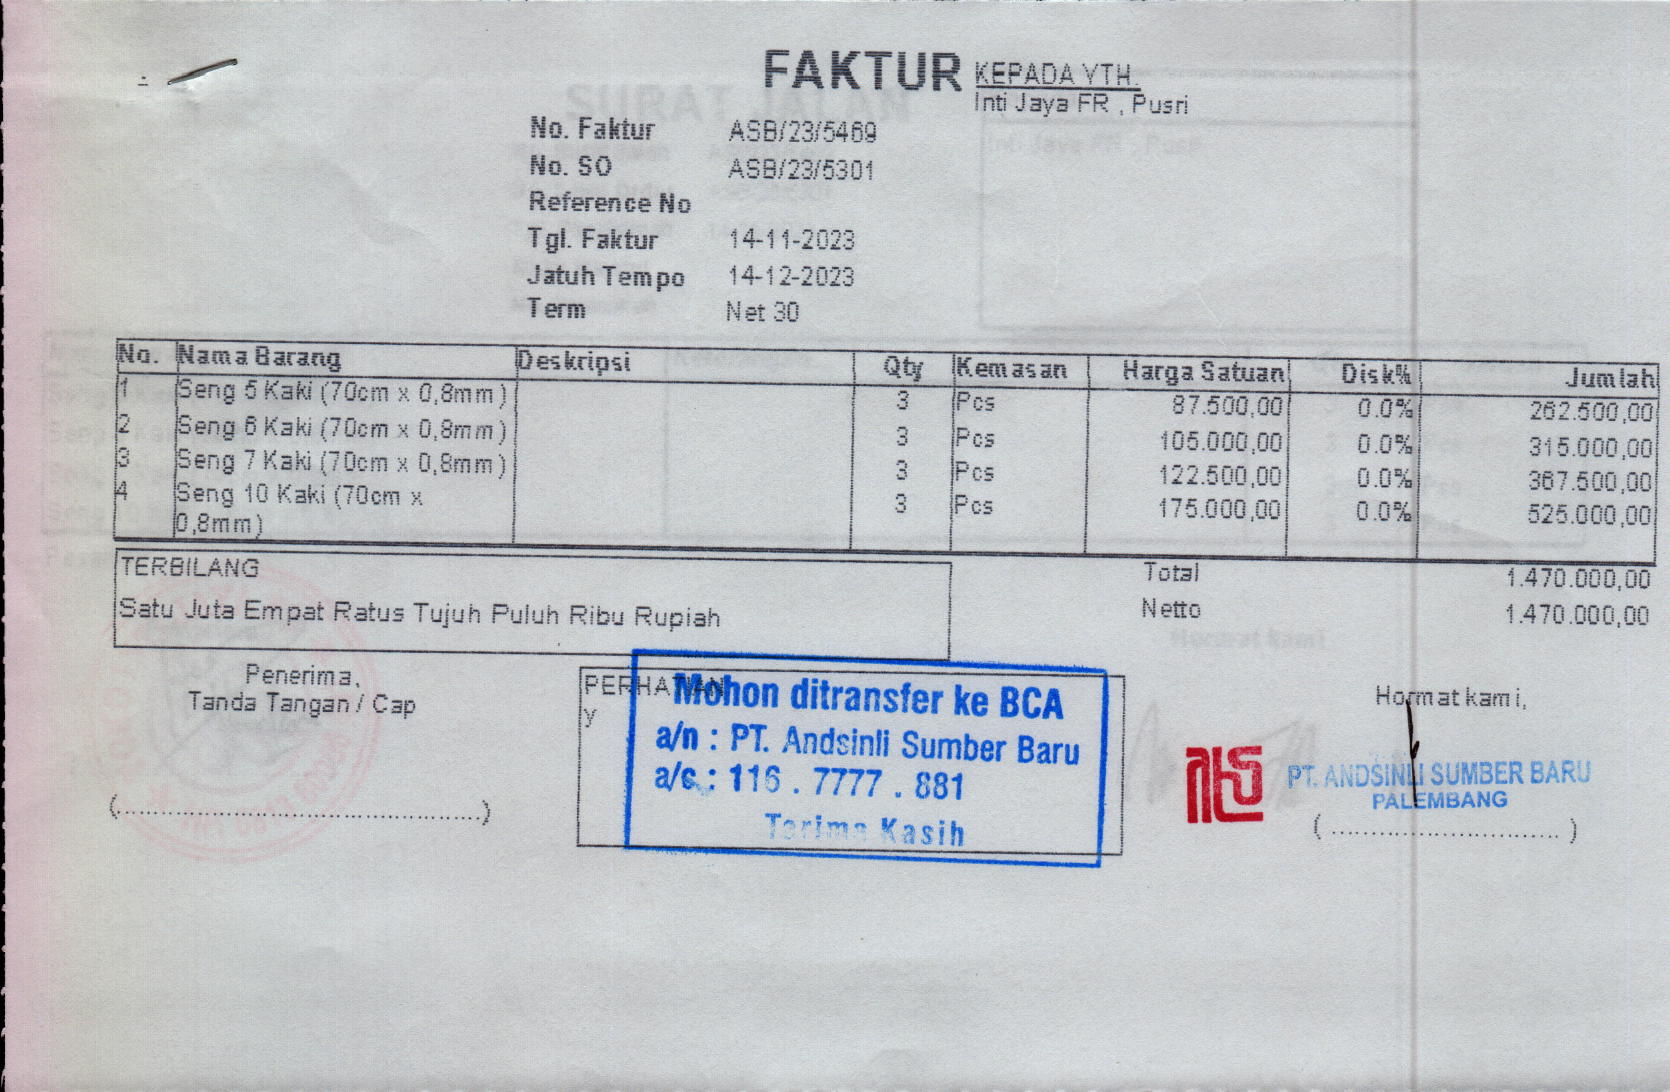 FAKTUR
KEPADA YTH.
Inti Jaya FR , Pusri
No. Faktur ASB/23/5469
No. SO ASB/23/5301
Reference No
Tgl. Faktur 14-11-2023
Jatuh Tempo 14-12-2023
Term Net 30
No. Nama Barang Deskripsi Qty Kemasan Harga Satuan Disk% Jumlah
1 Seng 5 Kaki (70cm x 0,8mm) 3 Pcs 87.500,00 0.0% 262.500,00
2 Seng 6 Kaki (70cm x 0,8mm) 3 Pcs 105.000,00 0.0% 315.000,00
3 Seng 7 Kaki (70cm x 0,8mm) 3 Pcs 122.500,00 0.0% 367.500,00
4 Seng 10 Kaki (70cm x 3 Pcs 175.000,00 0.0% 525.000,00
0,8mm)
TERBILANG
Satu Juta Empat Ratus Tujuh Puluh Ribu Rupiah
Total 1.470.000,00
Netto 1.470.000,00
Penerima,
Tanda Tangan / Cap
PERHATIAN
y
Mohon ditransfer ke BCA
a/n : PT. Andsinli Sumber Baru
a/c : 116 . 7777 . 881
Terima Kasih
Hormat kami,
PT. ANDSINLI SUMBER BARU
PALEMBANG
SURAT JALAN